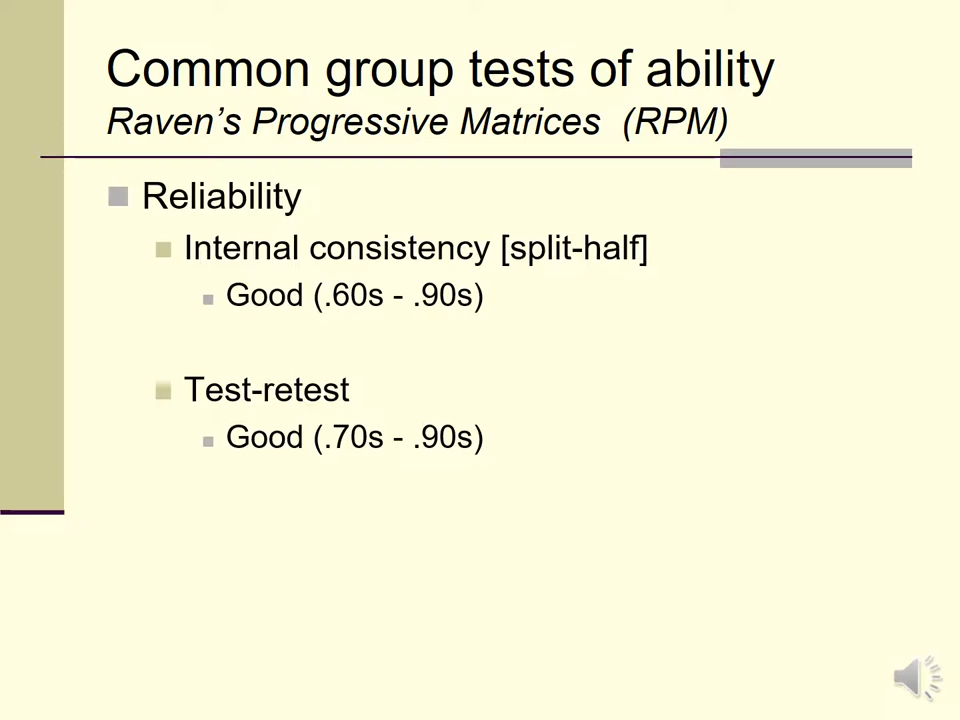 Common group tests of ability
Raven’s Progressive Matrices (RPM)
Reliability
Internal consistency [split-half]
Good (.60s - .90s)
Test-retest
Good (.70s - .90s)